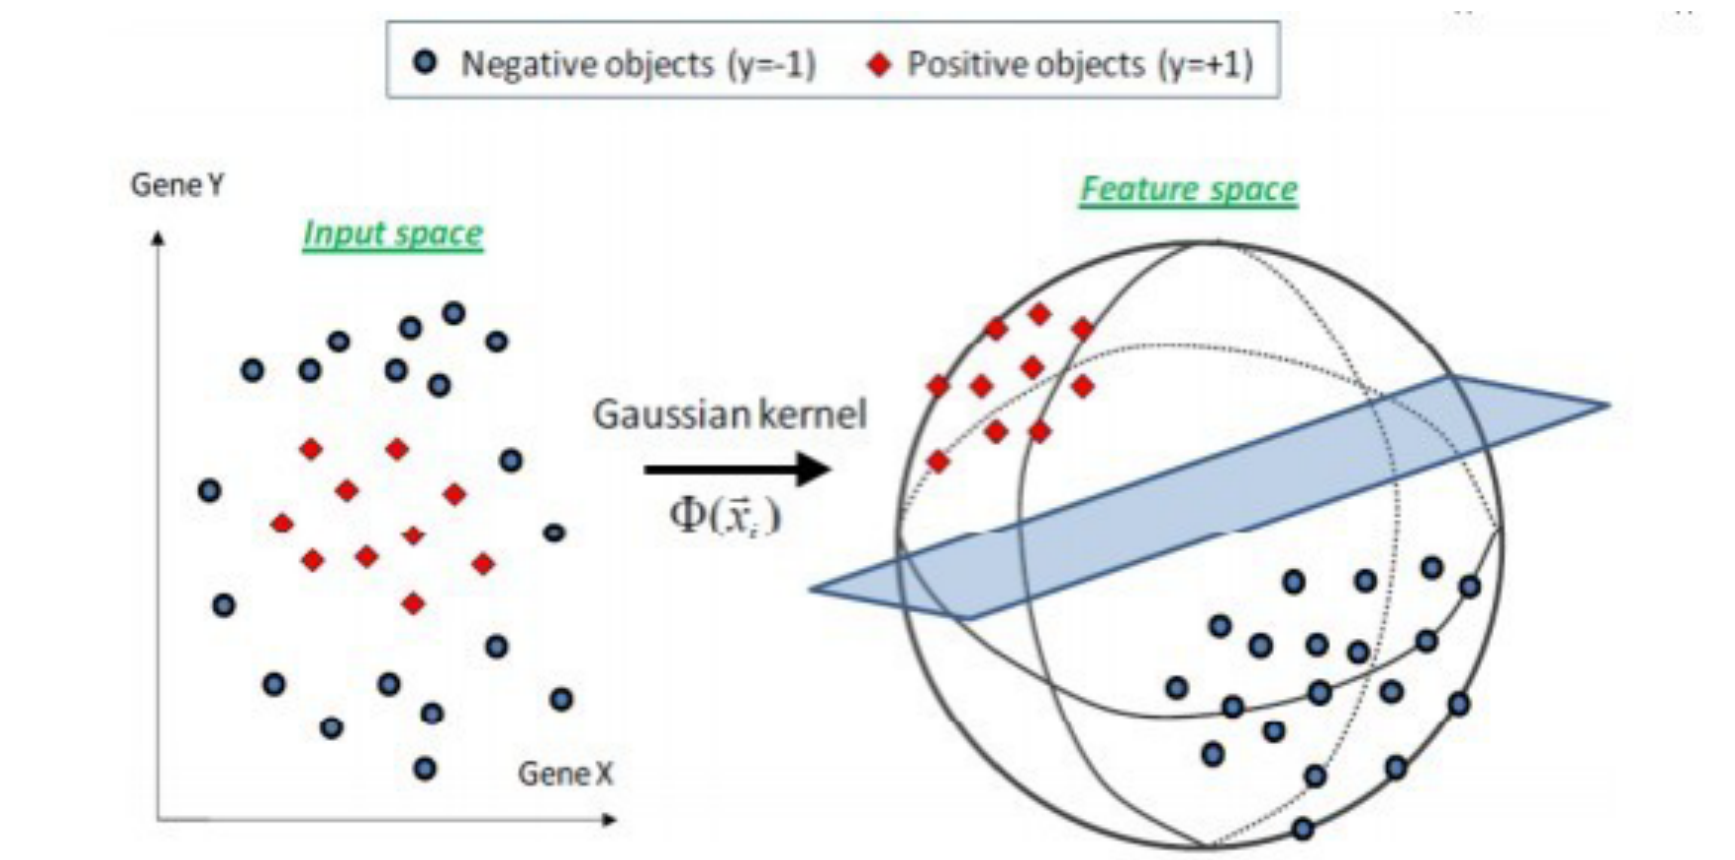 Negative objects (y=-1) Positive objects (y=+1)
Gene Y
Input space
Feature space
Gaussian kernel
Φ(x⃗ᵢ)
Gene X